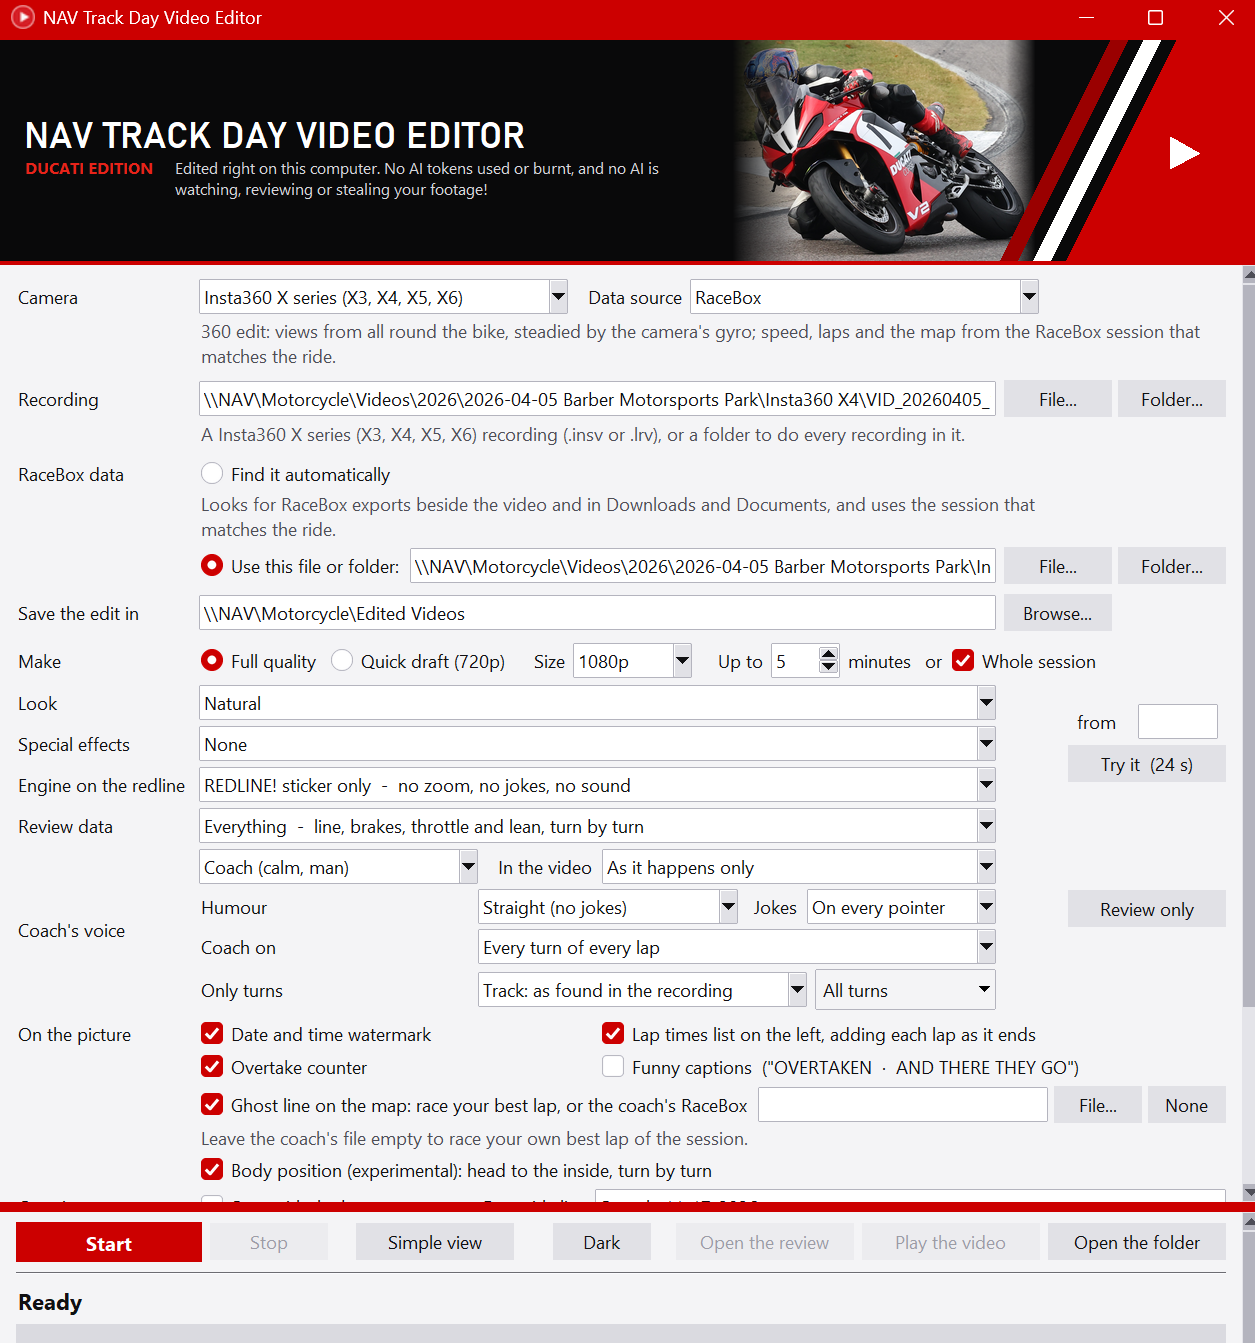 NAV Track Day Video Editor
NAV TRACK DAY VIDEO EDITOR
DUCATI EDITION
Edited right on this computer. No AI tokens used or burnt, and no AI is
watching, reviewing or stealing your footage!
DUCATI
V2
Camera
Insta360 X series (X3, X4, X5, X6)
Data source
RaceBox
360 edit: views from all round the bike, steadied by the camera's gyro; speed, laps and the map from the RaceBox session that
matches the ride.
Recording
\\NAV\Motorcycle\Videos\2026\2026-04-05 Barber Motorsports Park\Insta360 X4\VID_20260405_
File...
Folder...
A Insta360 X series (X3, X4, X5, X6) recording (.insv or .lrv), or a folder to do every recording in it.
RaceBox data
Find it automatically
Looks for RaceBox exports beside the video and in Downloads and Documents, and uses the session that
matches the ride.
Use this file or folder:
\\NAV\Motorcycle\Videos\2026\2026-04-05 Barber Motorsports Park\In
File...
Folder...
Save the edit in
\\NAV\Motorcycle\Edited Videos
Browse...
Make
Full quality
Quick draft (720p)
Size
1080p
Up to
5
minutes
or
Whole session
Look
Natural
from
Special effects
None
Try it (24 s)
Engine on the redline
REDLINE! sticker only - no zoom, no jokes, no sound
Review data
Everything - line, brakes, throttle and lean, turn by turn
Coach's voice
Coach (calm, man)
In the video
As it happens only
Humour
Straight (no jokes)
Jokes
On every pointer
Review only
Coach on
Every turn of every lap
Only turns
Track: as found in the recording
All turns
On the picture
Date and time watermark
Lap times list on the left, adding each lap as it ends
Overtake counter
Funny captions ("OVERTAKEN · AND THERE THEY GO")
Ghost line on the map: race your best lap, or the coach's RaceBox
File...
None
Leave the coach's file empty to race your own best lap of the session.
Body position (experimental): head to the inside, turn by turn
Start
Stop
Simple view
Dark
Open the review
Play the video
Open the folder
Ready